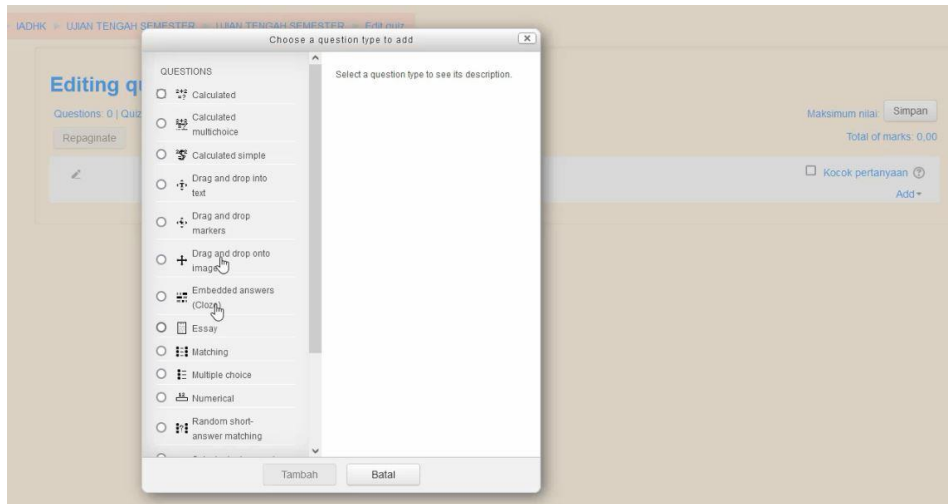 IADHK UJIAN TENGAH SEMESTER UJIAN TENGAH SEMESTER Edit quiz
Choose a question type to add
QUESTIONS
Calculated
Calculated
multichoice
Calculated simple
Drag and drop into
text
Drag and drop
markers
Drag and drop onto
image
Embedded answers
(Cloze)
Essay
Matching
Multiple choice
Numerical
Random short-
answer matching
Select a question type to see its description.
Tambah
Batal
Editing
Questions: 0 |
Repaginate
Maksimum nilai:
Simpan
Total of marks: 0,00
Kocok pertanyaan
Add